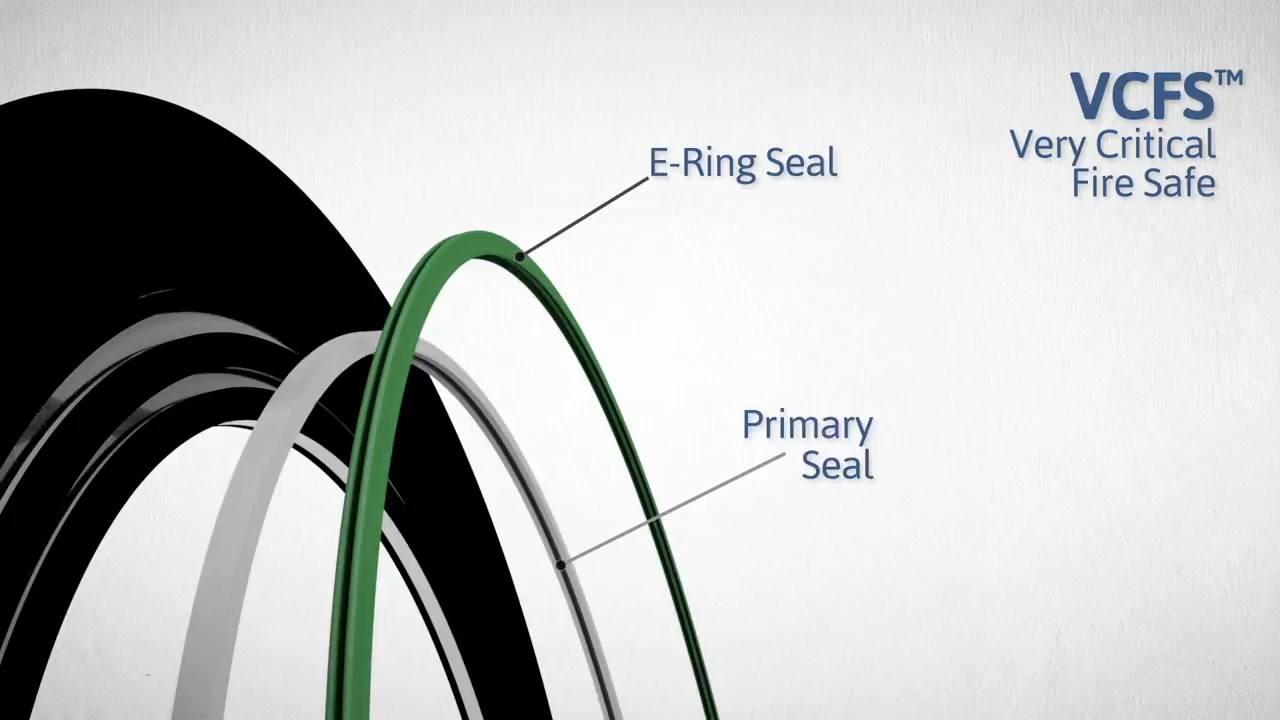 VCFS™
Very Critical
Fire Safe
E-Ring Seal
Primary
Seal